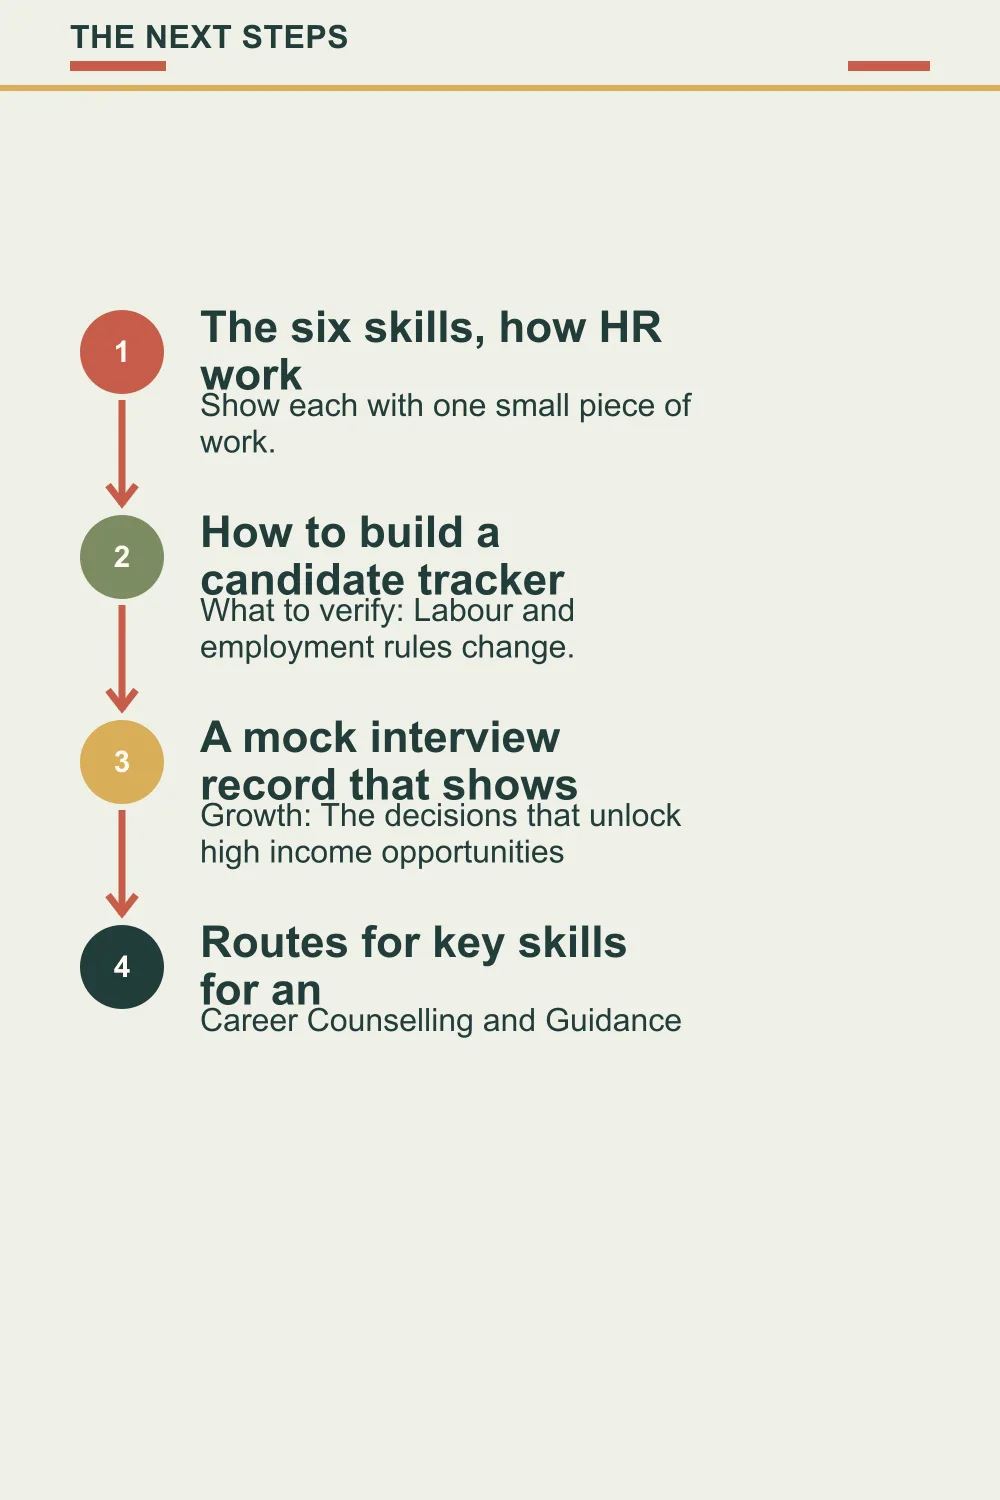 THE NEXT STEPS
1
The six skills, how HR
work
Show each with one small piece of
work.
2
How to build a
candidate tracker
What to verify: Labour and
employment rules change.
3
A mock interview
record that shows
Growth: The decisions that unlock
high income opportunities
4
Routes for key skills
for an
Career Counselling and Guidance